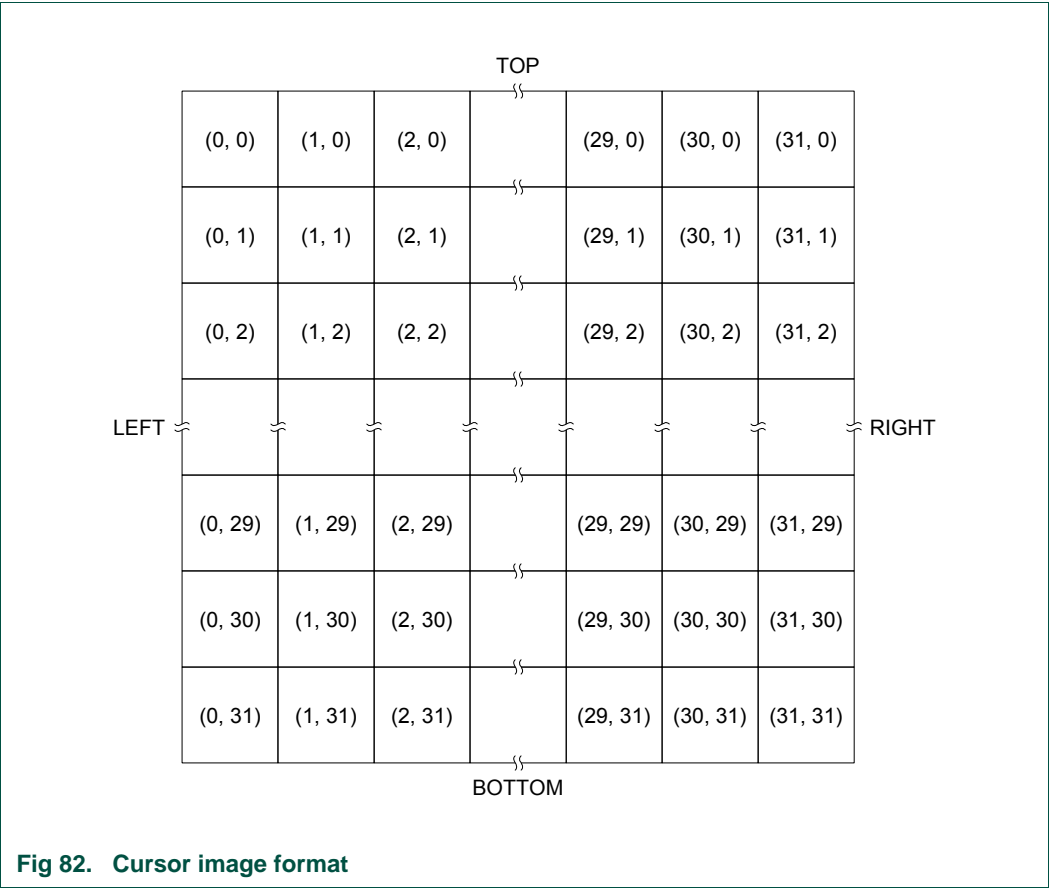 TOP
(0, 0) (1, 0) (2, 0) (29, 0) (30, 0) (31, 0)
(0, 1) (1, 1) (2, 1) (29, 1) (30, 1) (31, 1)
(0, 2) (1, 2) (2, 2) (29, 2) (30, 2) (31, 2)
LEFT RIGHT
(0, 29) (1, 29) (2, 29) (29, 29) (30, 29) (31, 29)
(0, 30) (1, 30) (2, 30) (29, 30) (30, 30) (31, 30)
(0, 31) (1, 31) (2, 31) (29, 31) (30, 31) (31, 31)
BOTTOM
Fig 82. Cursor image format